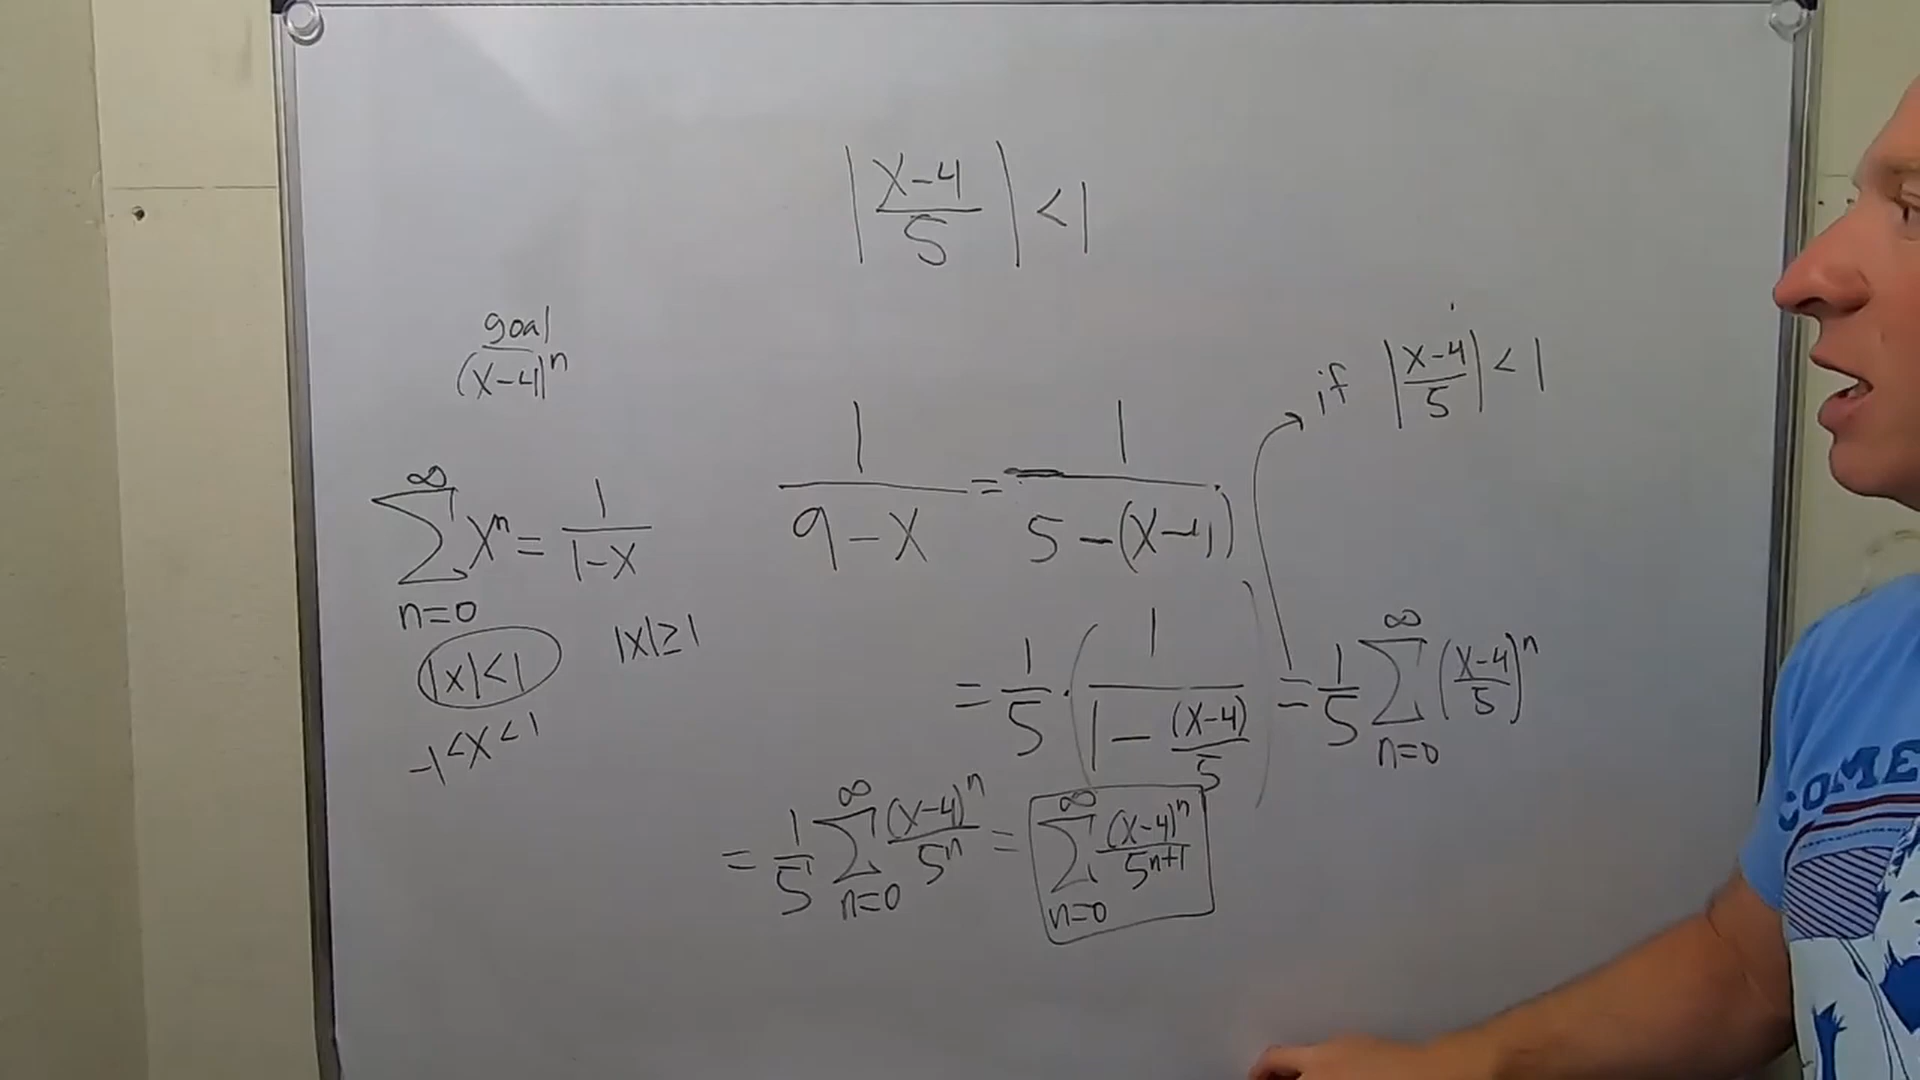 |x-4/5| < 1
goal
(x-4)^n
if |x-4/5| < 1
∞∑n=0 x^n = 1/1-x
1/9-x = 1/5-(x-4)
|x|<1
|x|≥1
-1<x<1
= 1/5 · (1/1-(x-4)/5) = 1/5 ∞∑n=0 (x-4/5)^n
= 1/5 ∞∑n=0 (x-4)^n/5^n = ∞∑n=0 (x-4)^n/5^n+1
COME